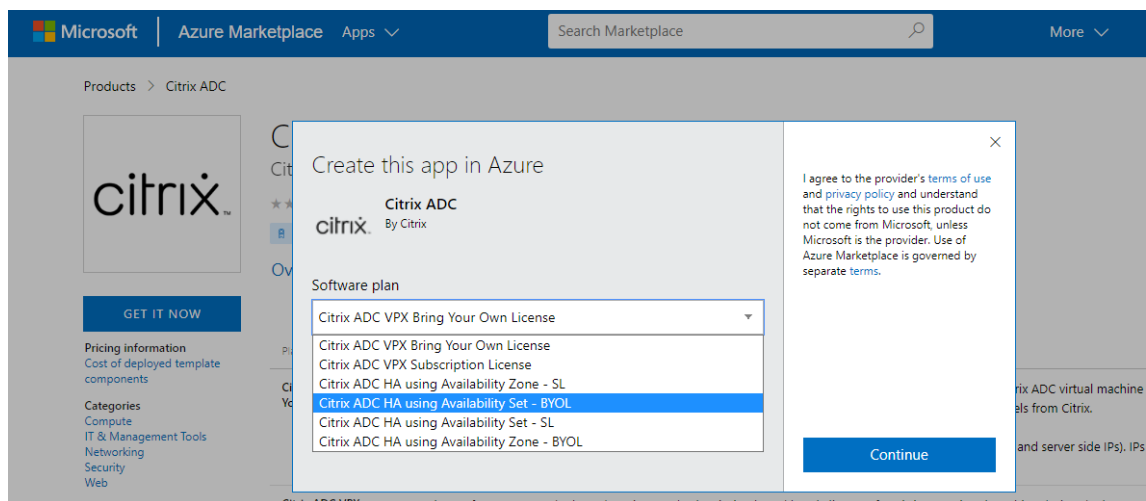 Microsoft
Azure Marketplace
Apps
Search Marketplace
More
Products > Citrix ADC
citrix
GET IT NOW
Pricing information
Cost of deployed template
components
Categories
Compute
IT & Management Tools
Networking
Security
Web
Create this app in Azure
citrix
Citrix ADC
By Citrix
Software plan
Citrix ADC VPX Bring Your Own License
Citrix ADC VPX Bring Your Own License
Citrix ADC VPX Subscription License
Citrix ADC HA using Availability Zone - SL
Citrix ADC HA using Availability Set - BYOL
Citrix ADC HA using Availability Set - SL
Citrix ADC HA using Availability Zone - BYOL
I agree to the provider's terms of use
and privacy policy and understand
that the rights to use this product do
not come from Microsoft, unless
Microsoft is the provider. Use of
Azure Marketplace is governed by
separate terms.
Continue
ADC virtual machine
from Citrix.
and server side IPs). IPs